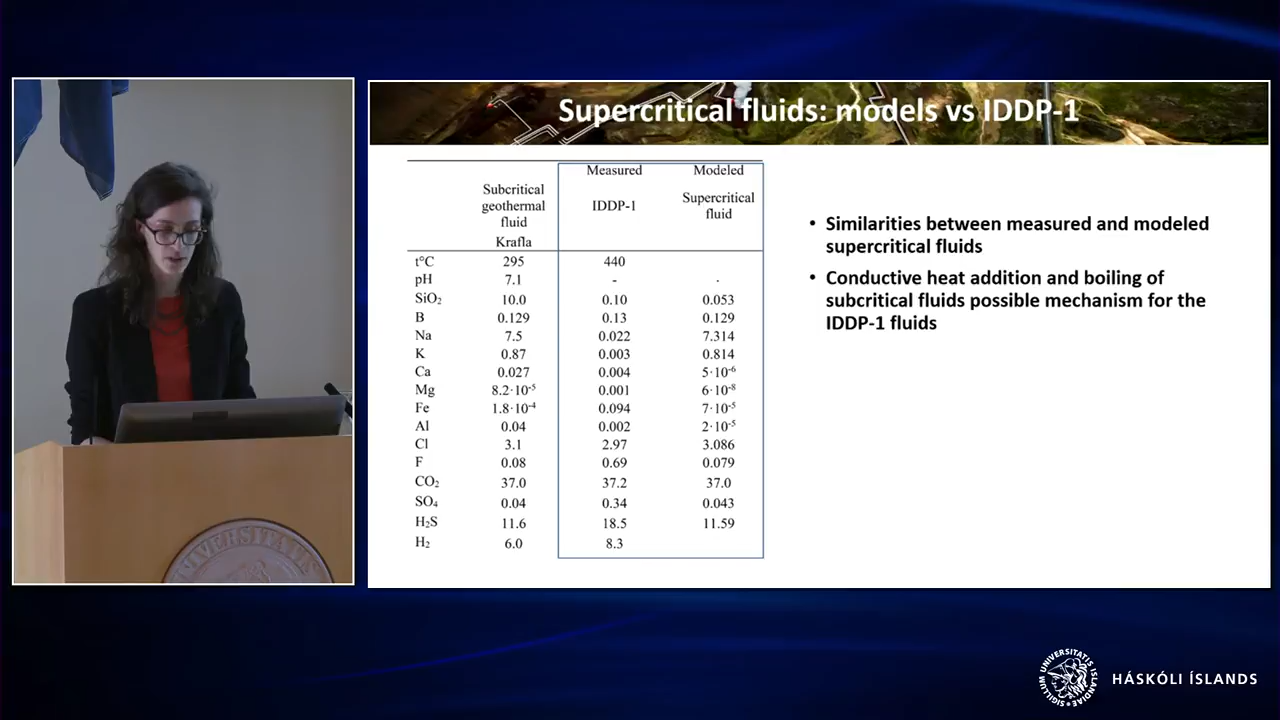 Supercritical fluids: models vs IDDP-1
Measured Modeled
Subcritical geothermal fluid IDDP-1 Supercritical fluid
Krafla
t°C 295 440
pH 7.1 - .
SiO₂ 10.0 0.10 0.053
B 0.129 0.13 0.129
Na 7.5 0.022 7.314
K 0.87 0.003 0.814
Ca 0.027 0.004 5·10⁻⁶
Mg 8.2·10⁻⁵ 0.001 6·10⁻⁸
Fe 1.8·10⁻⁴ 0.094 7·10⁻⁵
Al 0.04 0.002 2·10⁻⁵
Cl 3.1 2.97 3.086
F 0.08 0.69 0.079
CO₂ 37.0 37.2 37.0
SO₄ 0.04 0.34 0.043
H₂S 11.6 18.5 11.59
H₂ 6.0 8.3
• Similarities between measured and modeled
supercritical fluids
• Conductive heat addition and boiling of
subcritical fluids possible mechanism for the
IDDP-1 fluids
UNIVERSITATIS
SIGILLUM UNIVERSITATIS ISLANDIAE
HÁSKÓLI ÍSLANDS